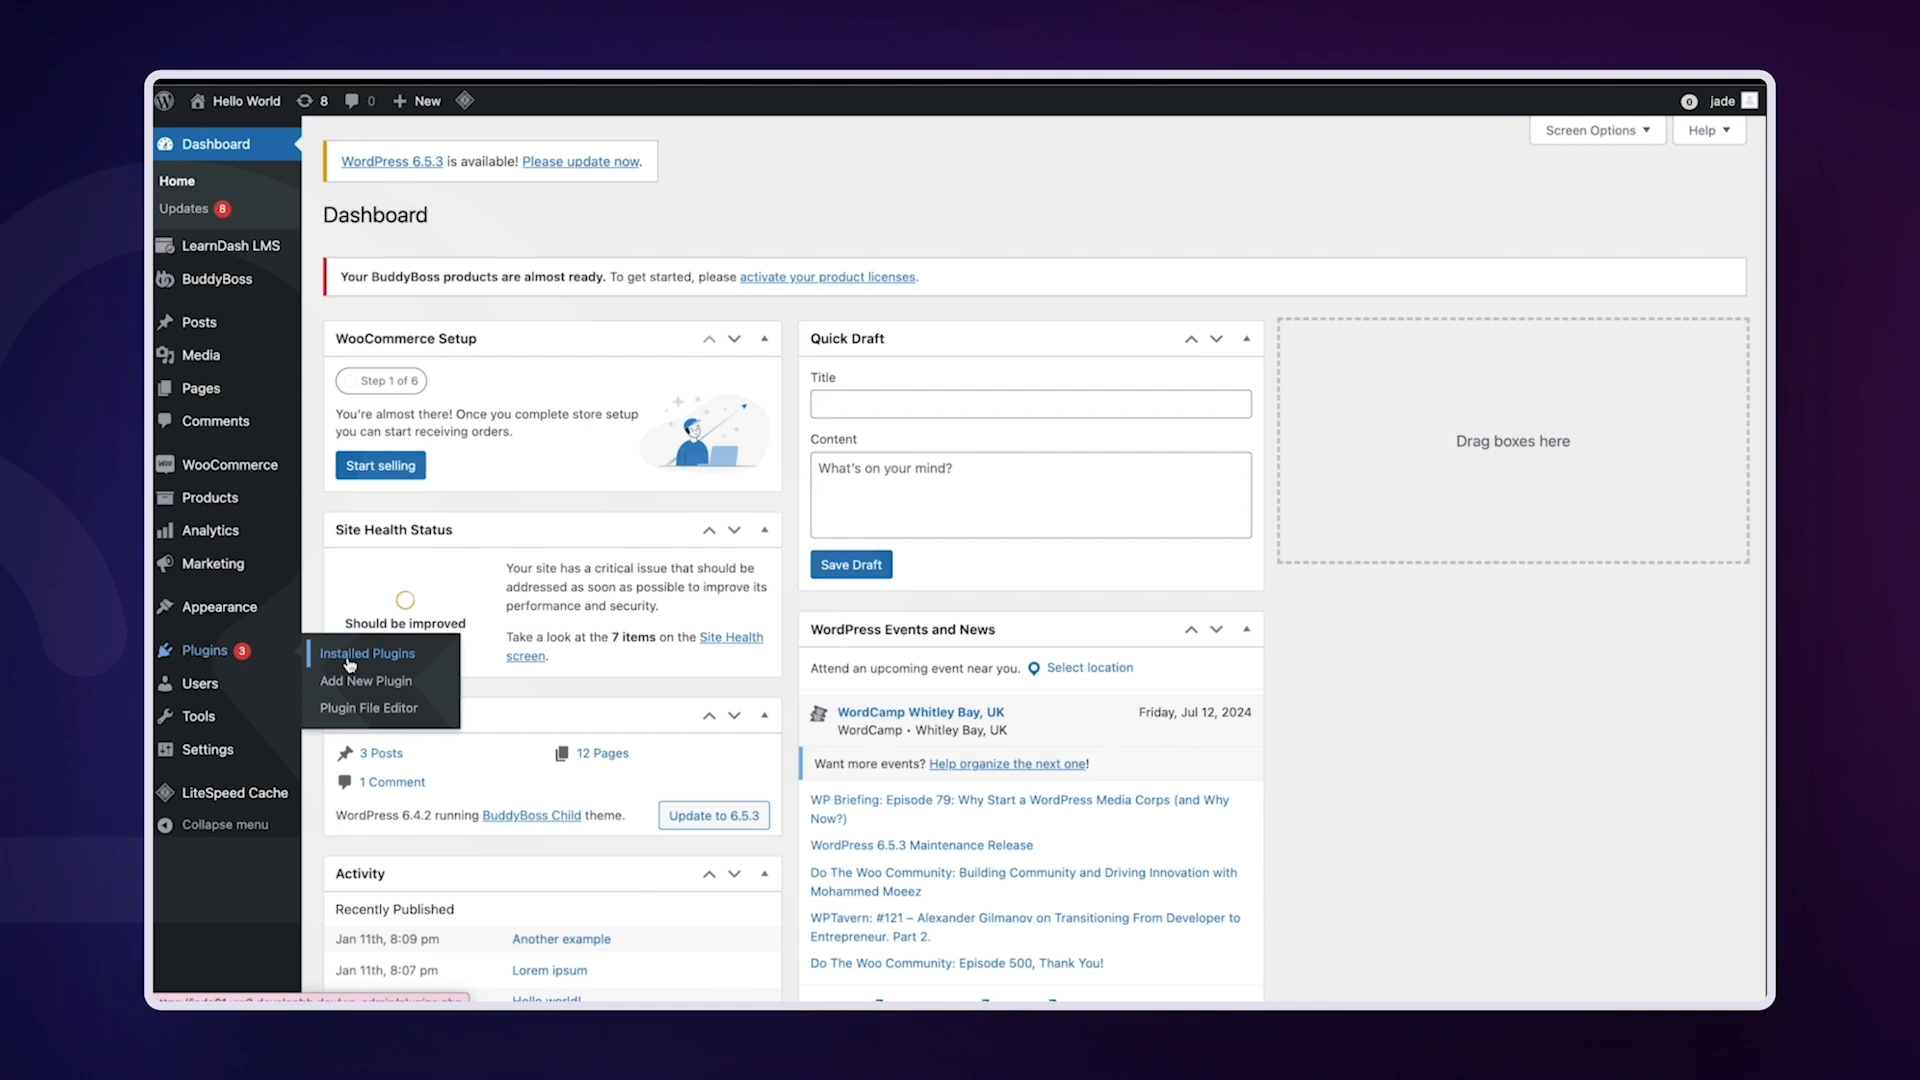 Hello World 8 0 New 0 jade
Dashboard
Home
Updates 8
LearnDash LMS
BuddyBoss
Posts
Media
Pages
Comments
WooCommerce
Products
Analytics
Marketing
Appearance
Plugins 3
Users
Tools
Settings
LiteSpeed Cache
Collapse menu
Installed Plugins
Add New Plugin
Plugin File Editor
Screen Options
Help
WordPress 6.5.3 is available! Please update now.
Dashboard
Your BuddyBoss products are almost ready. To get started, please activate your product licenses.
WooCommerce Setup
Step 1 of 6
You're almost there! Once you complete store setup
you can start receiving orders.
Start selling
Site Health Status
Should be improved
Your site has a critical issue that should be
addressed as soon as possible to improve its
performance and security.
Take a look at the 7 items on the Site Health
screen.
3 Posts
12 Pages
1 Comment
WordPress 6.4.2 running BuddyBoss Child theme.
Update to 6.5.3
Activity
Recently Published
Jan 11th, 8:09 pm Another example
Jan 11th, 8:07 pm Lorem ipsum
Hello world!
Quick Draft
Title
Content
What's on your mind?
Save Draft
WordPress Events and News
Attend an upcoming event near you. Select location
WordCamp Whitley Bay, UK Friday, Jul 12, 2024
WordCamp • Whitley Bay, UK
Want more events? Help organize the next one!
WP Briefing: Episode 79: Why Start a WordPress Media Corps (and Why
Now?)
WordPress 6.5.3 Maintenance Release
Do The Woo Community: Building Community and Driving Innovation with
Mohammed Moeez
WPTavern: #121 – Alexander Gilmanov on Transitioning From Developer to
Entrepreneur. Part 2.
Do The Woo Community: Episode 500, Thank You!
Drag boxes here